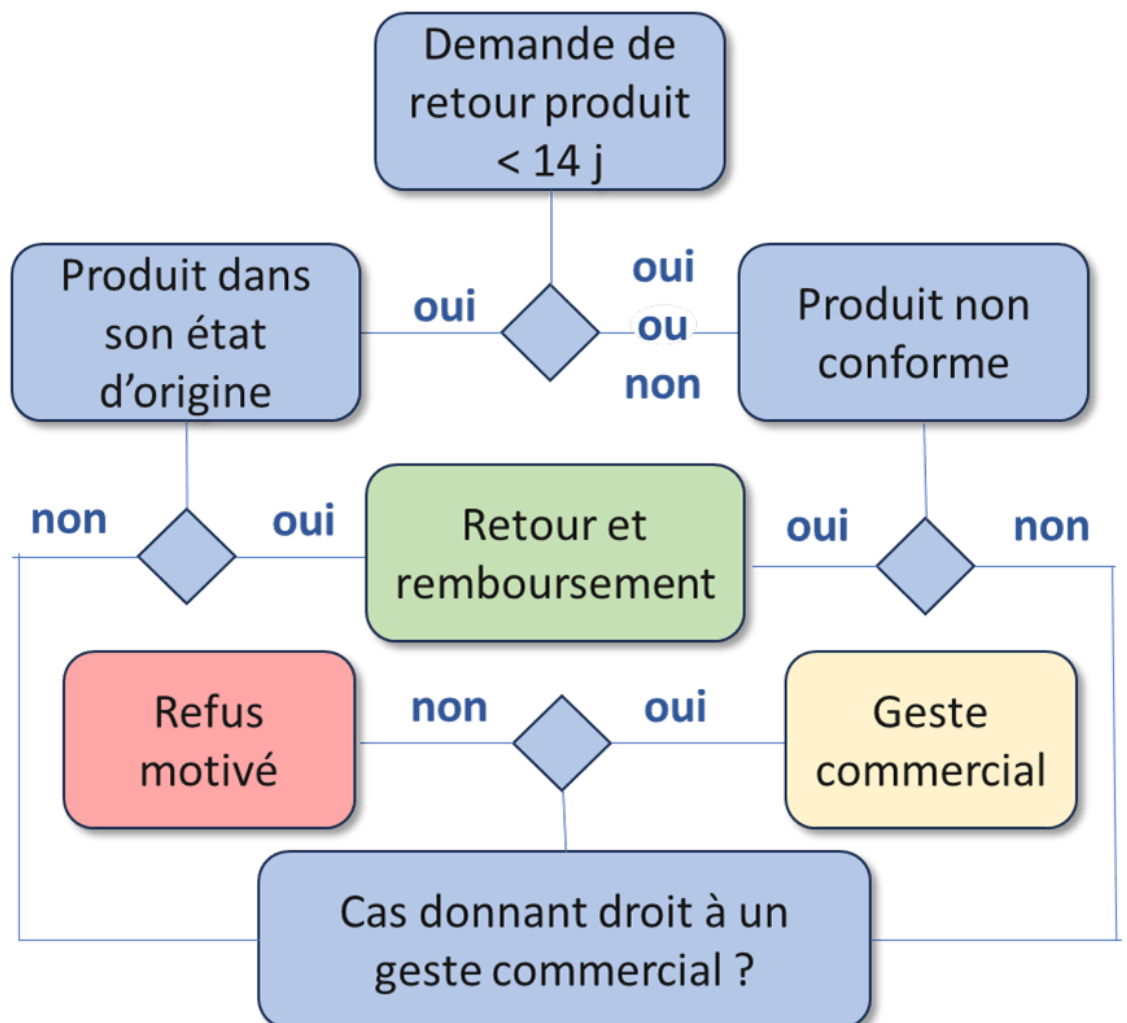 Demande de
retour produit
< 14 j
Produit dans
son état
d'origine
oui
oui
ou
non
Produit non
conforme
non
oui
Retour et
remboursement
oui
non
Refus
motivé
non
oui
Geste
commercial
Cas donnant droit à un
geste commercial ?